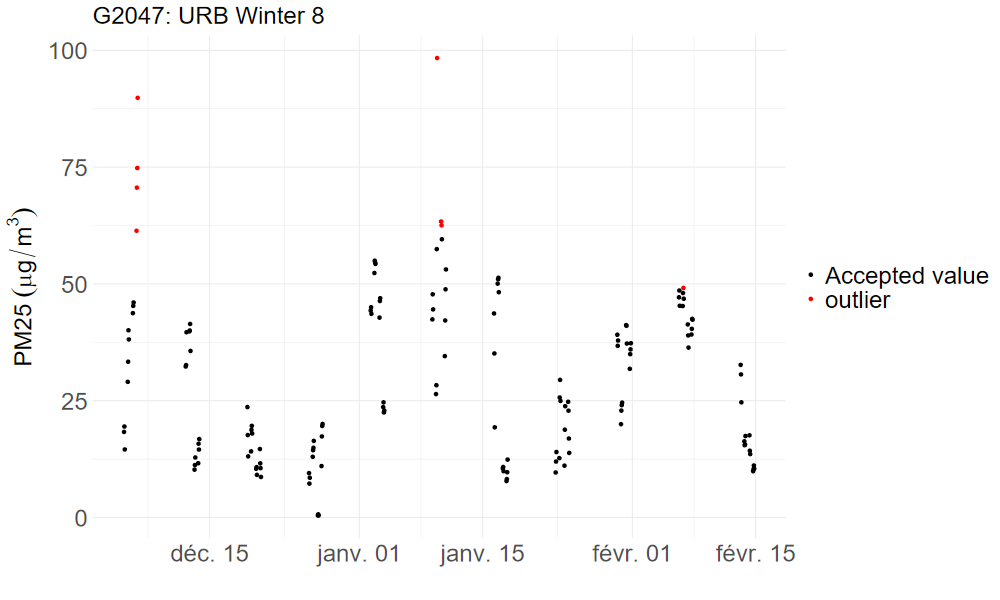 G2047: URB Winter 8
100
75
50
25
0
PM25 (μg/m³)
déc. 15
janv. 01
janv. 15
févr. 01
févr. 15
Accepted value
outlier